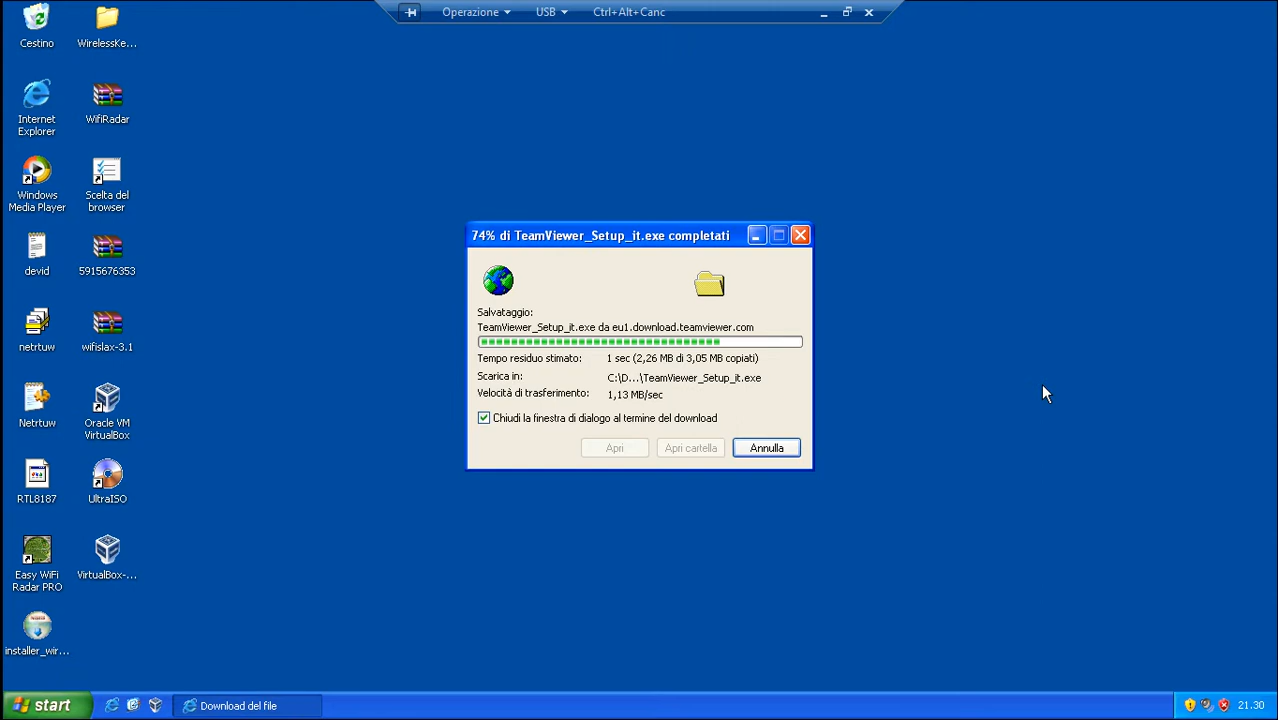 Operazione
USB
Ctrl+Alt+Canc
Cestino
WirelessKe...
Internet
Explorer
WifiRadar
Windows
Media Player
Scelta del
browser
devid
5915676353
netrtuw
wifislax-3.1
Netrtuw
Oracle VM
VirtualBox
RTL8187
UltraISO
Easy WiFi
Radar PRO
VirtualBox-...
installer_wir...
74% di TeamViewer_Setup_it.exe completati
Salvataggio:
TeamViewer_Setup_it.exe da eu1.download.teamviewer.com
Tempo residuo stimato: 1 sec (2,26 MB di 3,05 MB copiati)
Scarica in: C:\D...\TeamViewer_Setup_it.exe
Velocità di trasferimento: 1,13 MB/sec
Chiudi la finestra di dialogo al termine del download
Apri
Apri cartella
Annulla
start
Download del file
21.30